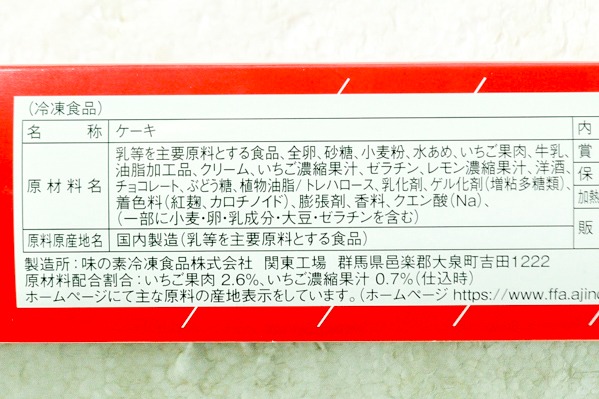 (冷凍食品)
名 称 ケーキ 内
原材料名 乳等を主要原料とする食品、全卵、砂糖、小麦粉、水あめ、いちご果肉、牛乳、 賞
油脂加工品、クリーム、いちご濃縮果汁、ゼラチン、レモン濃縮果汁、洋酒、 保
チョコレート、ぶどう糖、植物油脂/トレハロース、乳化剤、ゲル化剤(増粘多糖類)、 加熱
着色料(紅麹、カロチノイド)、膨張剤、香料、クエン酸(Na)、 販
(一部に小麦・卵・乳成分・大豆・ゼラチンを含む)
原料原産地名 国内製造(乳等を主要原料とする食品)
製造所:味の素冷凍食品株式会社 関東工場 群馬県邑楽郡大泉町吉田1222
原材料配合割合:いちご果肉 2.6%、いちご濃縮果汁 0.7%(仕込時)
ホームページにて主な原料の産地表示をしています。(ホームページ https://www.ffa.ajino